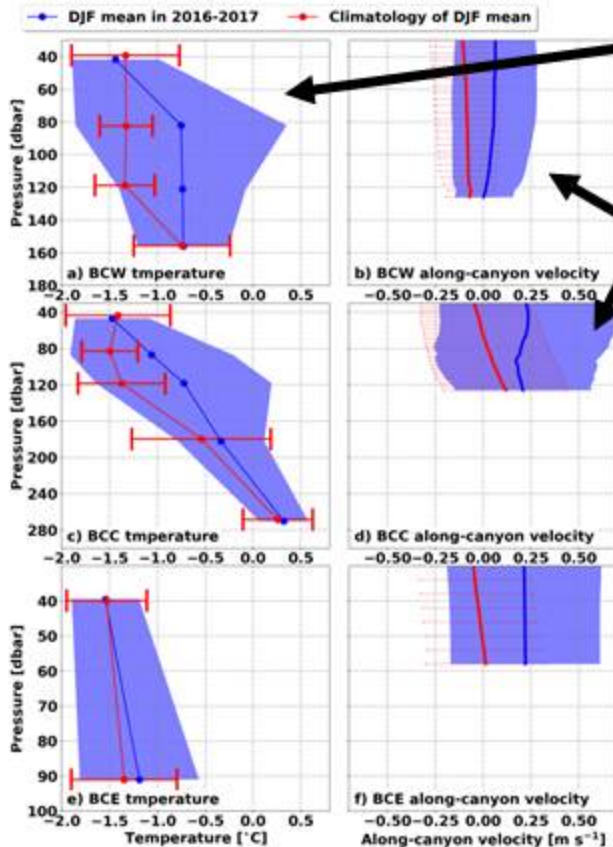 DJF mean in 2016-2017 Climatology of DJF mean
Pressure [dbar]
40
80
100
120
140
160
180
a) BCW tmperature
−2.0 −1.5 −1.0 −0.5 0.0 0.5
b) BCW along-canyon velocity
−0.50 −0.25 0.00 0.25 0.50
Pressure [dbar]
40
80
120
160
200
240
280
c) BCC tmperature
−2.0 −1.5 −1.0 −0.5 0.0 0.5
d) BCC along-canyon velocity
−0.50 −0.25 0.00 0.25 0.50
Pressure [dbar]
40
50
60
70
80
90
100
e) BCE tmperature
−2.0 −1.5 −1.0 −0.5 0.0 0.5
Temperature [°C]
f) BCE along-canyon velocity
−0.50 −0.25 0.00 0.25 0.50
Along-canyon velocity [m s⁻¹]